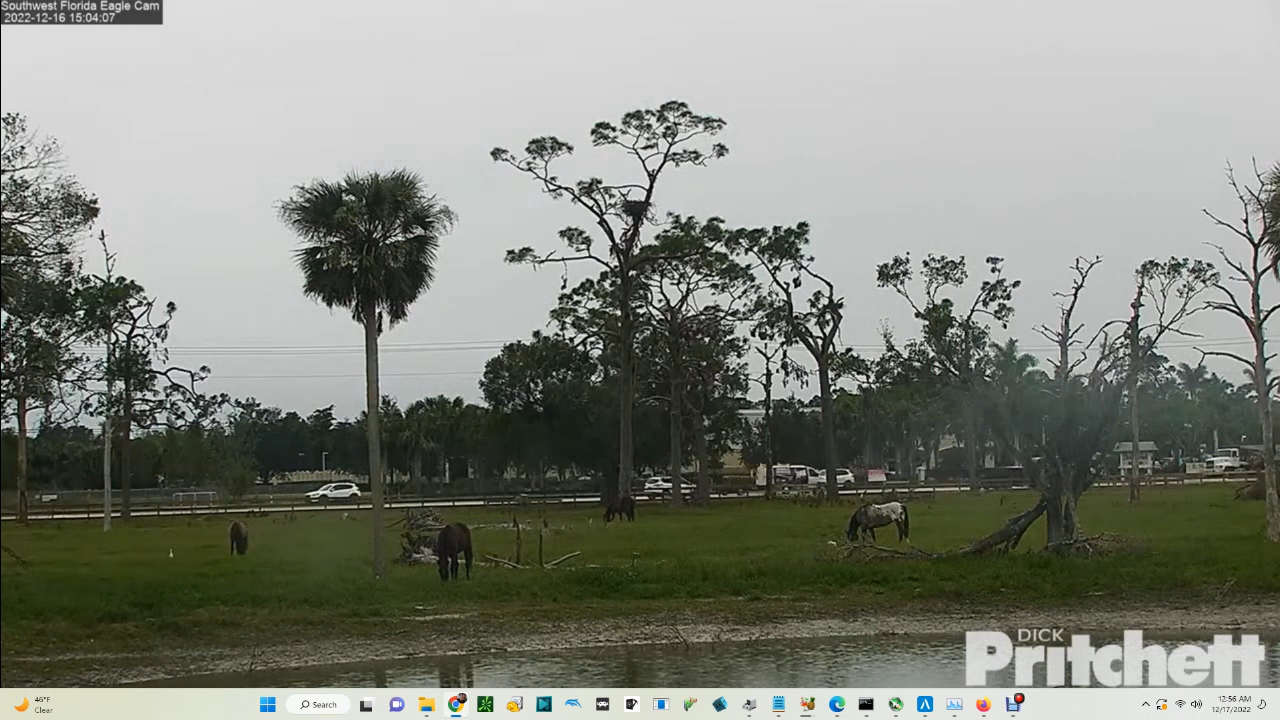 Southwest Florida Eagle Cam
2022-12-16 15:04:07
DICK
Pritchett
46°F
Clear
Search
12:56 AM
12/17/2022